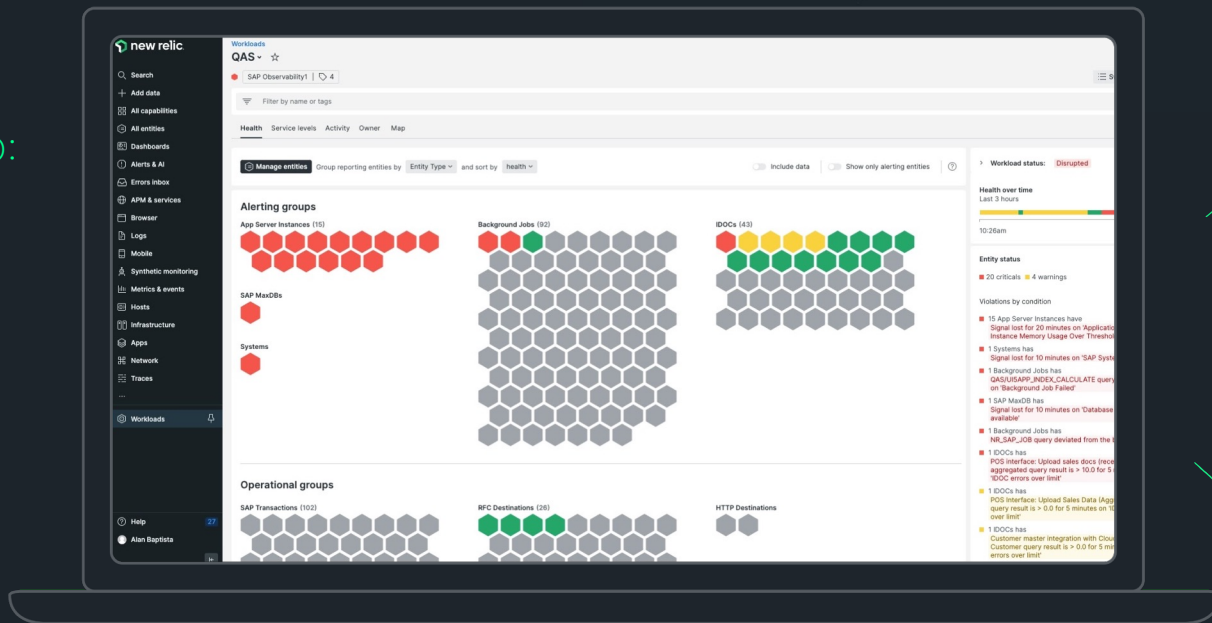 ):
new relic.
Search
Add data
All capabilities
All entities
Dashboards
Alerts & AI
Errors inbox
APM & services
Browser
Logs
Mobile
Synthetic monitoring
Metrics & events
Hosts
Infrastructure
Apps
Network
Traces
...
Workloads
Help 27
Alan Baptista
Workloads
QAS
SAP Observability1 | 4
Filter by name or tags
Health Service levels Activity Owner Map
Manage entities Group reporting entities by Entity Type and sort by health Include data Show only alerting entities
Alerting groups
App Server Instances (15)
SAP MaxDBs
Systems
Background Jobs (92)
IDOCs (43)
Operational groups
SAP Transactions (102)
RFC Destinations (26)
HTTP Destinations
Workload status: Disrupted
Health over time
Last 3 hours
10:26am
Entity status
20 criticals 4 warnings
Violations by condition
15 App Server Instances have
Signal lost for 20 minutes on 'Applicatio
Instance Memory Usage Over Threshol
1 Systems has
Signal lost for 10 minutes on 'SAP Syste
1 Background Jobs has
QAS/UI5APP_INDEX_CALCULATE query
on 'Background Job Failed'
1 SAP MaxDB has
Signal lost for 10 minutes on 'Database
available'
1 Background Jobs has
NR_SAP_JOB query deviated from the
1 IDOCs has
POS interface: Upload sales docs (rece
aggregated query result is > 10.0 for 5
'IDOC errors over limit'
1 IDOCs has
POS Interface: Upload Sales Data (Agg
query result is > 0.0 for 5 minutes on
over limit'
1 IDOCs has
Customer master integration with Clou
Customer query result is > 0.0 for 5 min
errors over limit'